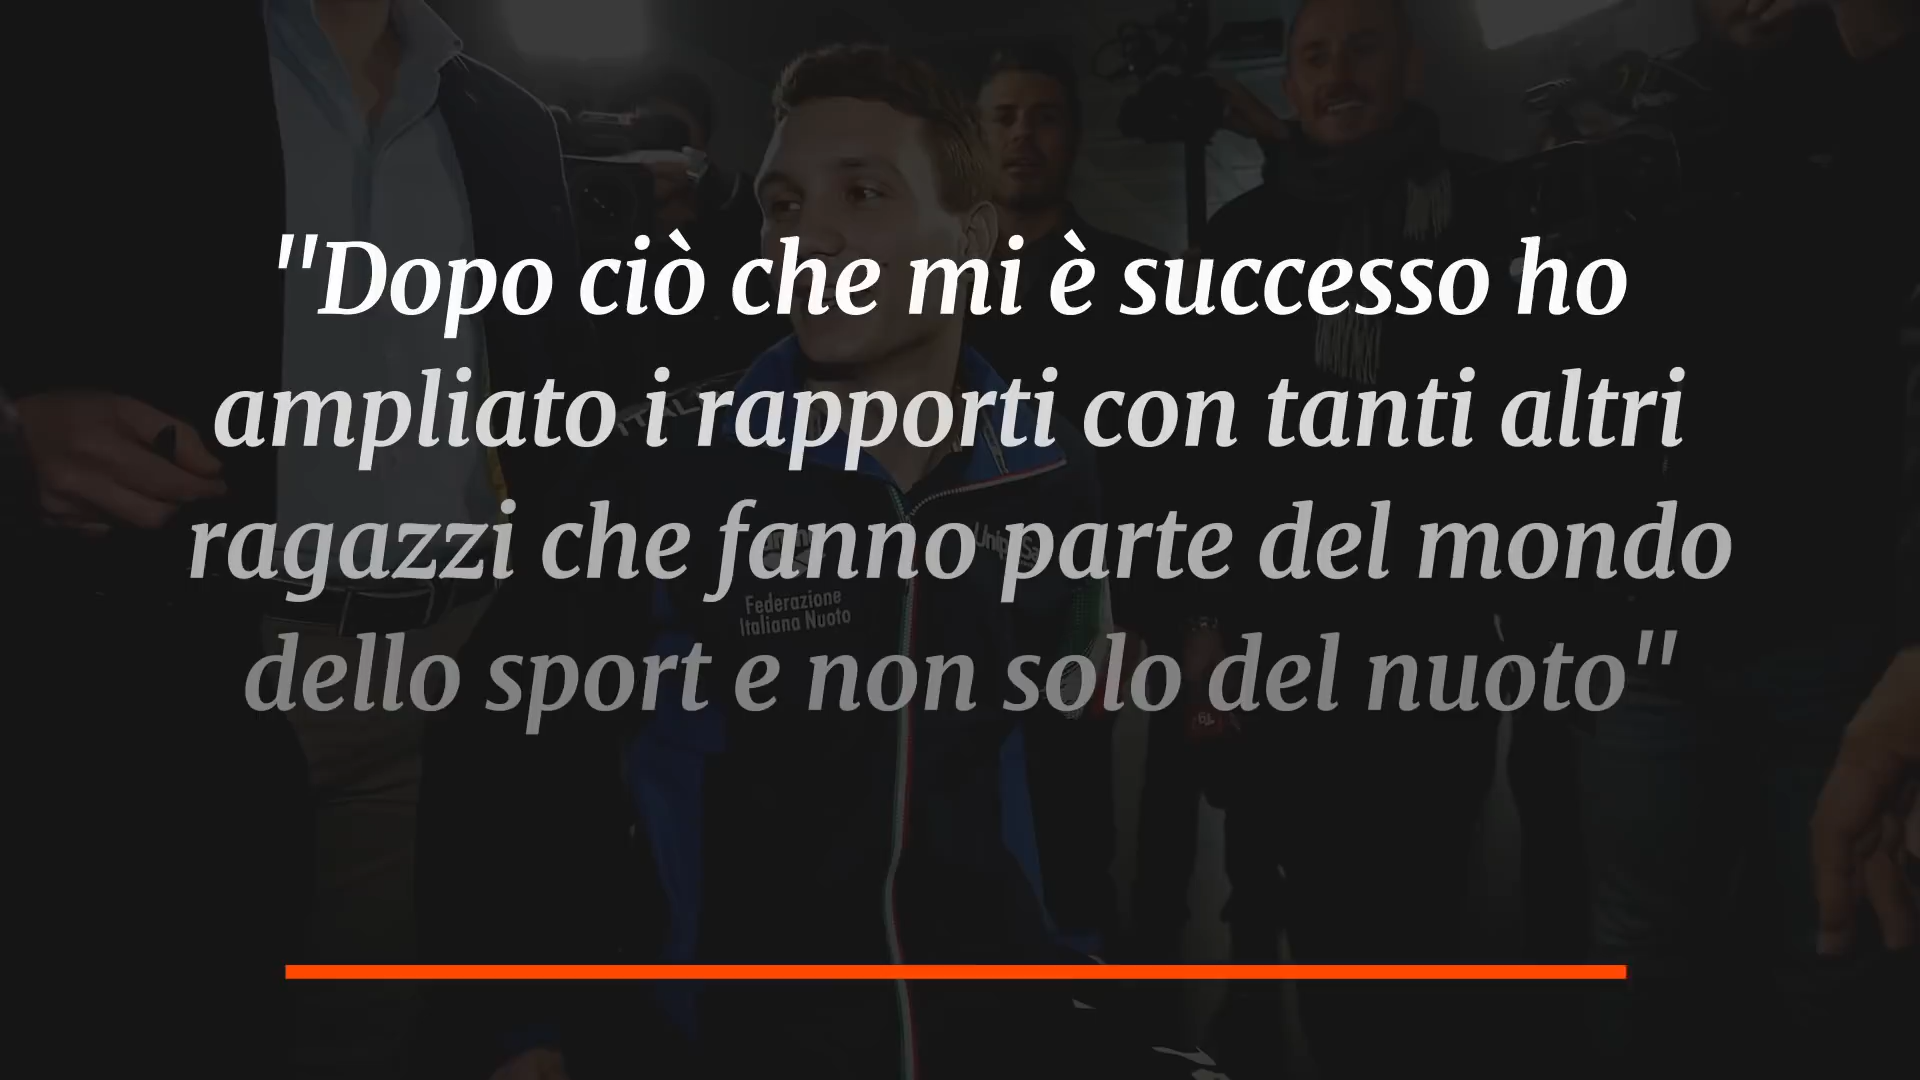 "Dopo ciò che mi è successo ho
ampliato i rapporti con tanti altri
ragazzi che fanno parte del mondo
dello sport e non solo del nuoto"
Federazione
Italiana Nuoto